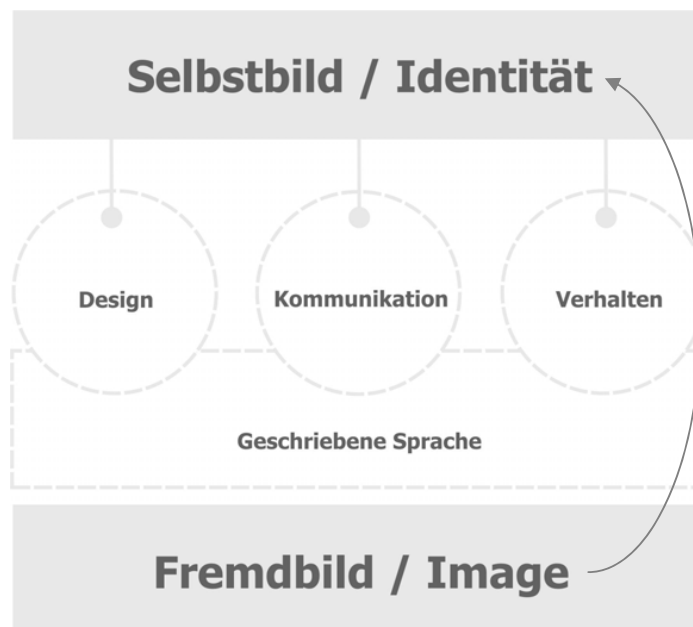 Selbstbild / Identität
Design
Kommunikation
Verhalten
Geschriebene Sprache
Fremdbild / Image